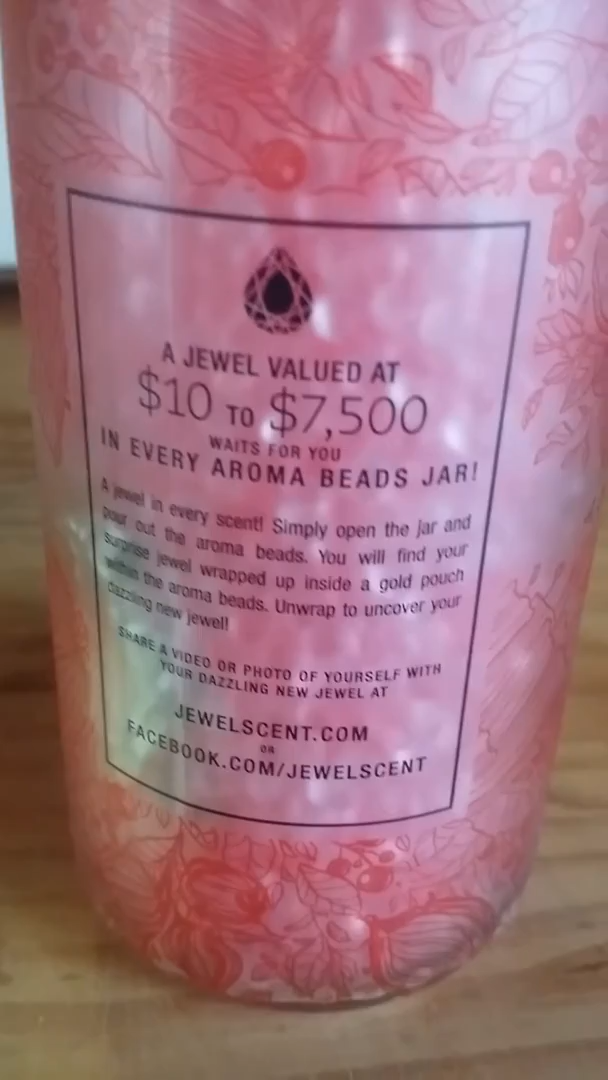 A JEWEL VALUED AT
$10 TO $7,500
WAITS FOR YOU
IN EVERY AROMA BEADS JAR!
A jewel in every scent! Simply open the jar and
pour out the aroma beads. You will find your
surprise jewel wrapped up inside a gold pouch
within the aroma beads. Unwrap to uncover your
dazzling new jewel!
SHARE A VIDEO OR PHOTO OF YOURSELF WITH
YOUR DAZZLING NEW JEWEL AT
JEWELSCENT.COM
OR
FACEBOOK.COM/JEWELSCENT